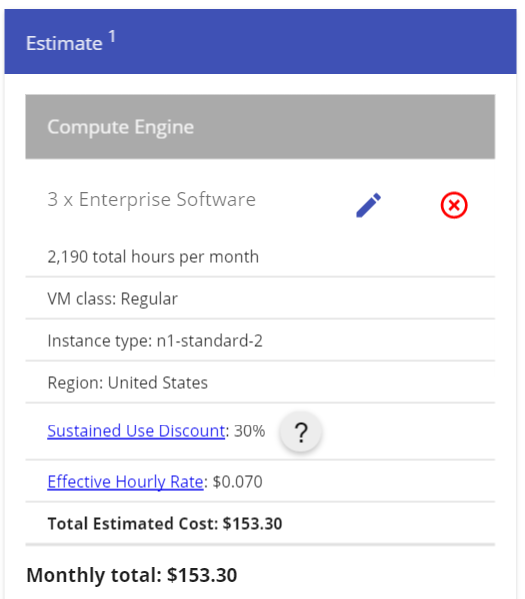 Estimate 1
Compute Engine
3 x Enterprise Software
2,190 total hours per month
VM class: Regular
Instance type: n1-standard-2
Region: United States
Sustained Use Discount: 30% ?
Effective Hourly Rate: $0.070
Total Estimated Cost: $153.30
Monthly total: $153.30